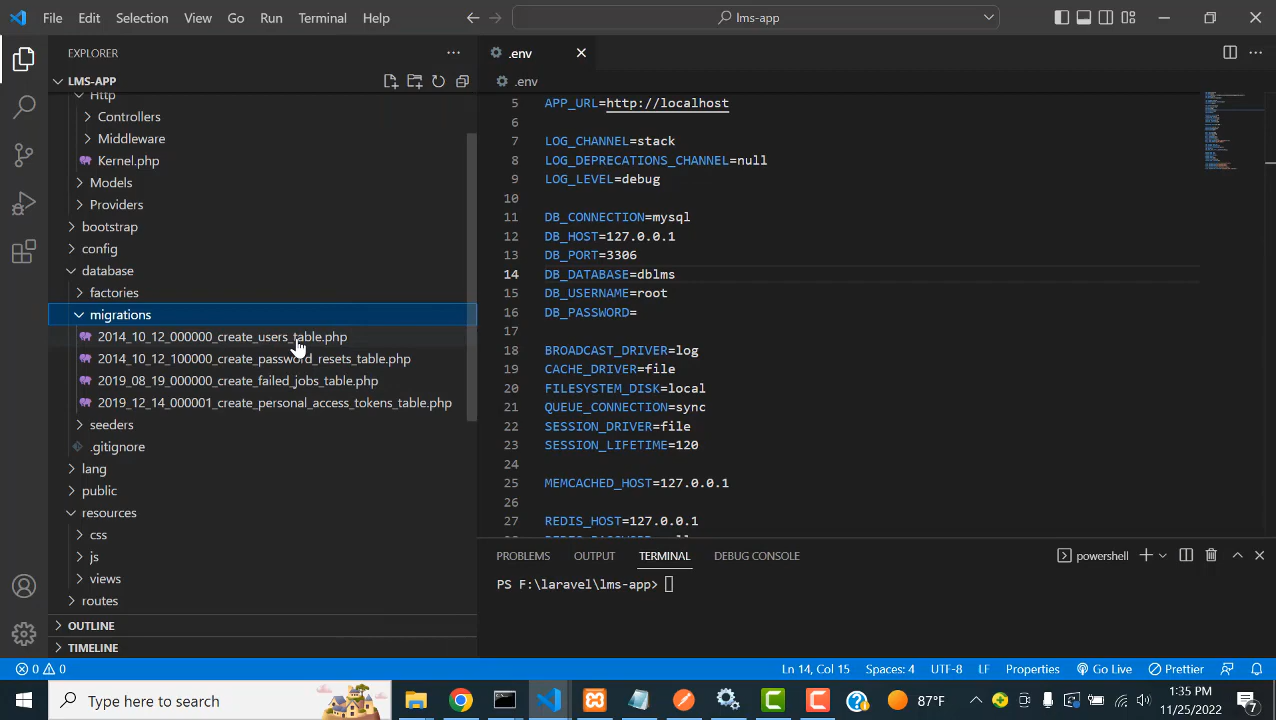 File Edit Selection View Go Run Terminal Help
lms-app
EXPLORER
LMS-APP
Http
Controllers
Middleware
Kernel.php
Models
Providers
bootstrap
config
database
factories
migrations
2014_10_12_000000_create_users_table.php
2014_10_12_100000_create_password_resets_table.php
2019_08_19_000000_create_failed_jobs_table.php
2019_12_14_000001_create_personal_access_tokens_table.php
seeders
.gitignore
lang
public
resources
css
js
views
routes
OUTLINE
TIMELINE
.env
.env
5 APP_URL=http://localhost
6
7 LOG_CHANNEL=stack
8 LOG_DEPRECATIONS_CHANNEL=null
9 LOG_LEVEL=debug
10
11 DB_CONNECTION=mysql
12 DB_HOST=127.0.0.1
13 DB_PORT=3306
14 DB_DATABASE=dblms
15 DB_USERNAME=root
16 DB_PASSWORD=
17
18 BROADCAST_DRIVER=log
19 CACHE_DRIVER=file
20 FILESYSTEM_DISK=local
21 QUEUE_CONNECTION=sync
22 SESSION_DRIVER=file
23 SESSION_LIFETIME=120
24
25 MEMCACHED_HOST=127.0.0.1
26
27 REDIS_HOST=127.0.0.1
PROBLEMS OUTPUT TERMINAL DEBUG CONSOLE
powershell
PS F:\laravel\lms-app>
0 0
Ln 14, Col 15 Spaces: 4 UTF-8 LF Properties Go Live Prettier
Type here to search
87°F
1:35 PM
11/25/2022
7